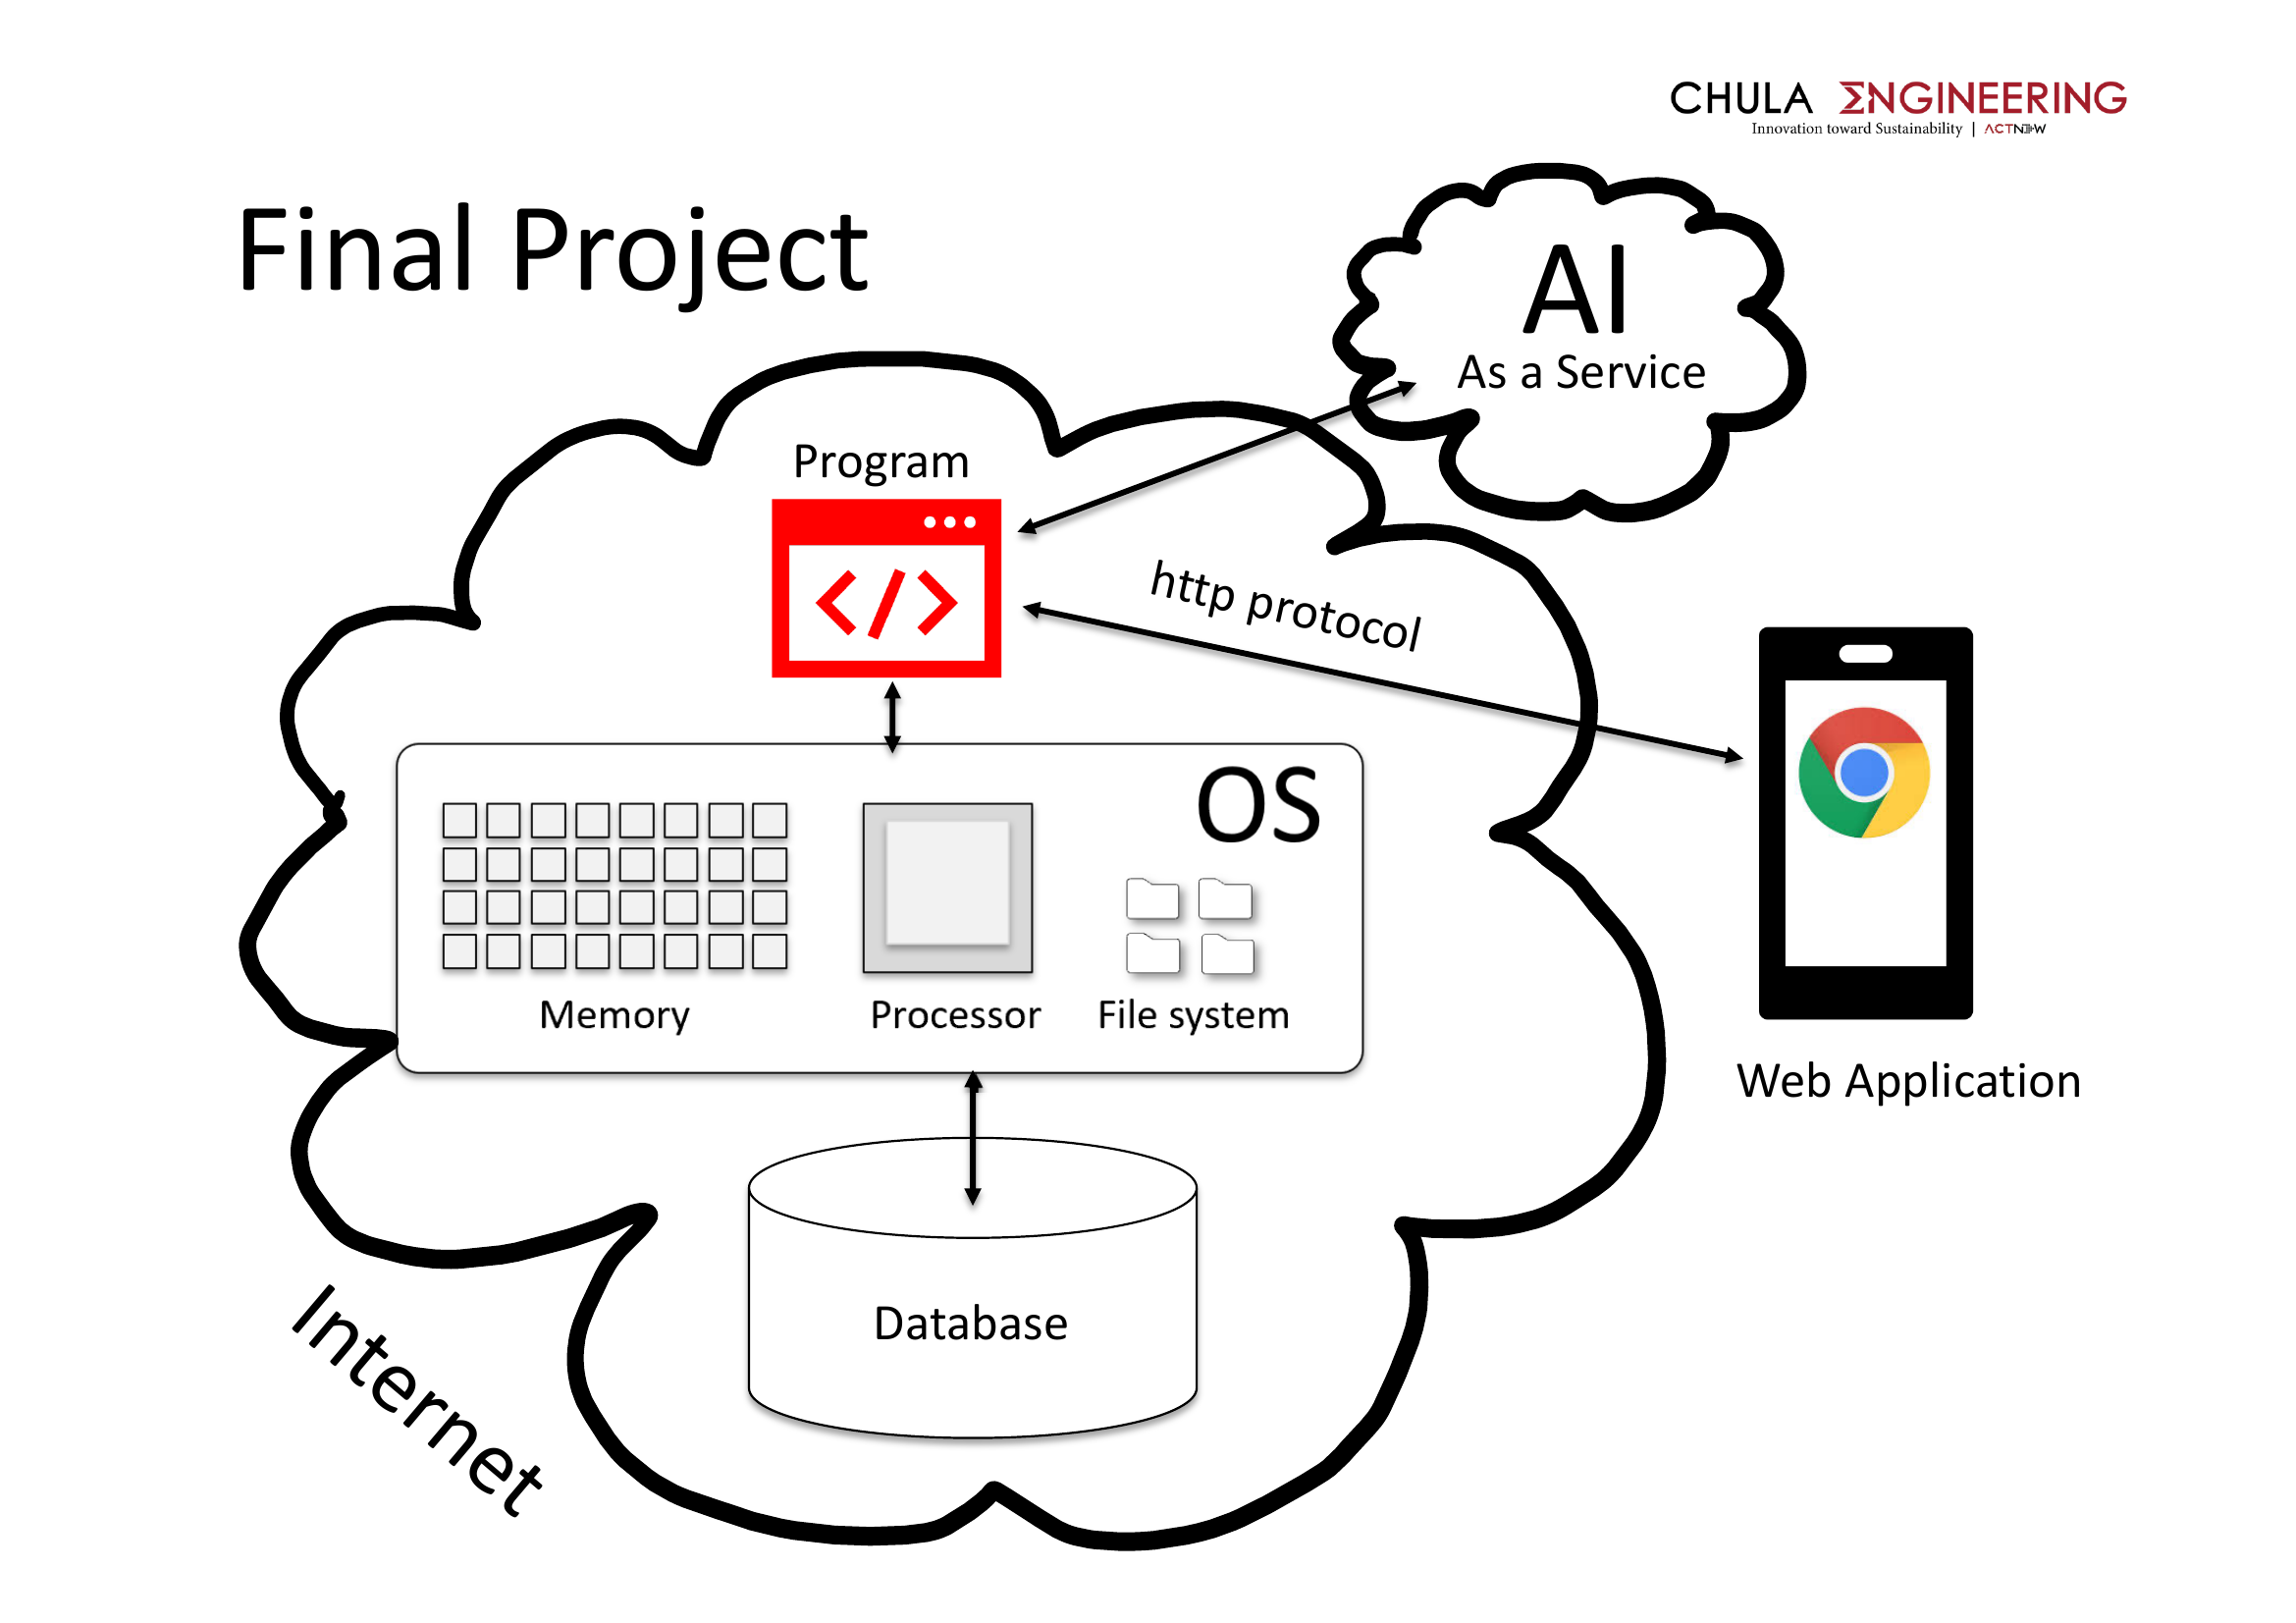 CHULA ΣNGINEERING
Innovation toward Sustainability | ACTNOW
Final Project
AI
As a Service
Program
</>
http protocol
OS
Memory
Processor
File system
Web Application
Database
Internet